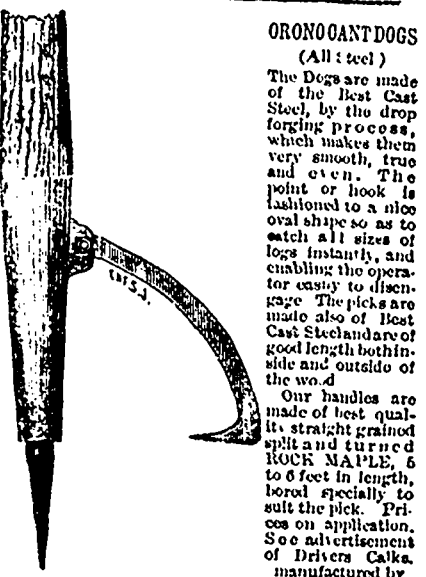 ORONO CANT DOGS
(All Steel)
The Dogs are made
of the Best Cast
Steel, by the drop
forging process,
which makes them
very smooth, true
and even. The
point or hook is
fashioned to a nice
oval shape so as to
catch all sizes of
logs instantly, and
enabling the opera-
tor easily to disen-
gage The picks are
made also of Best
Cast Steel and are of
good length both in-
side and outside of
the wood
Our handles are
made of best qual-
ity straight grained
split and turned
ROCK MAPLE, 5
to 6 feet in length,
bored specially to
suit the pick. Pri-
ces on application.
See advertisement
of Drivers Calks.
manufactured by